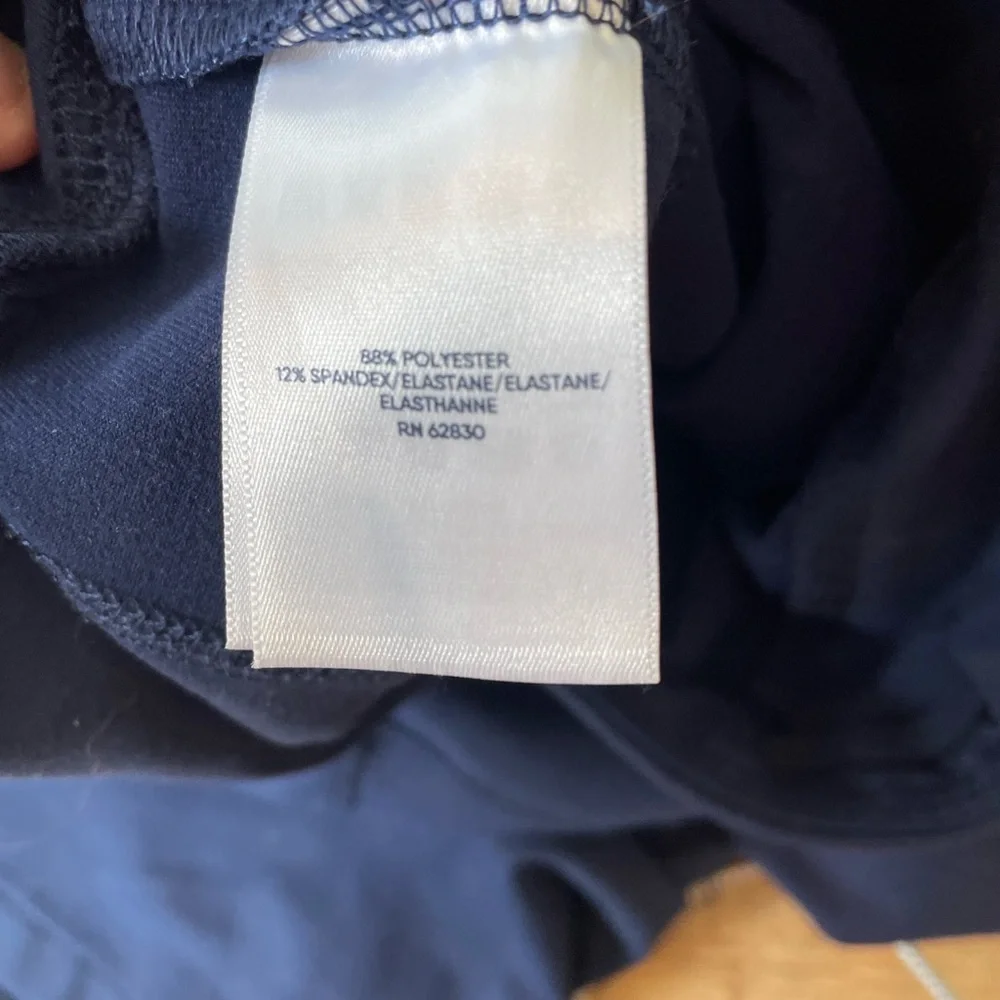 88% POLYESTER
12% SPANDEX/ELASTANE/ELASTANE/
ELASTHANNE
RN 62830